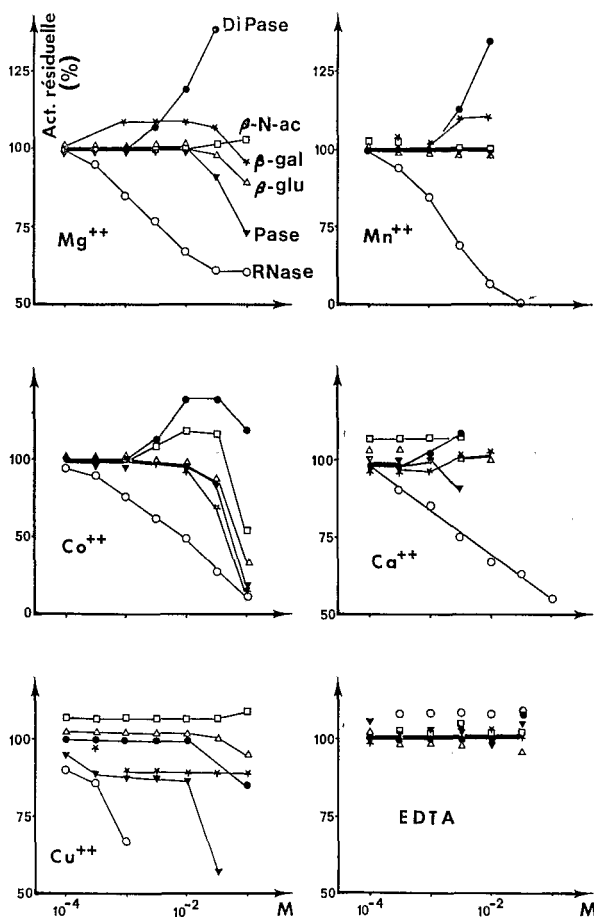 Act. résiduelle
(%)
125
100
75
50
DiPase
β-N-ac
β-gal
β-glu
Pase
RNase
Mg++
125
100
75
0
Mn++
100
50
0
Co++
100
75
50
Ca++
100
75
50
Cu++
10-4
10-2
M
100
75
50
EDTA
10-4
10-2
M